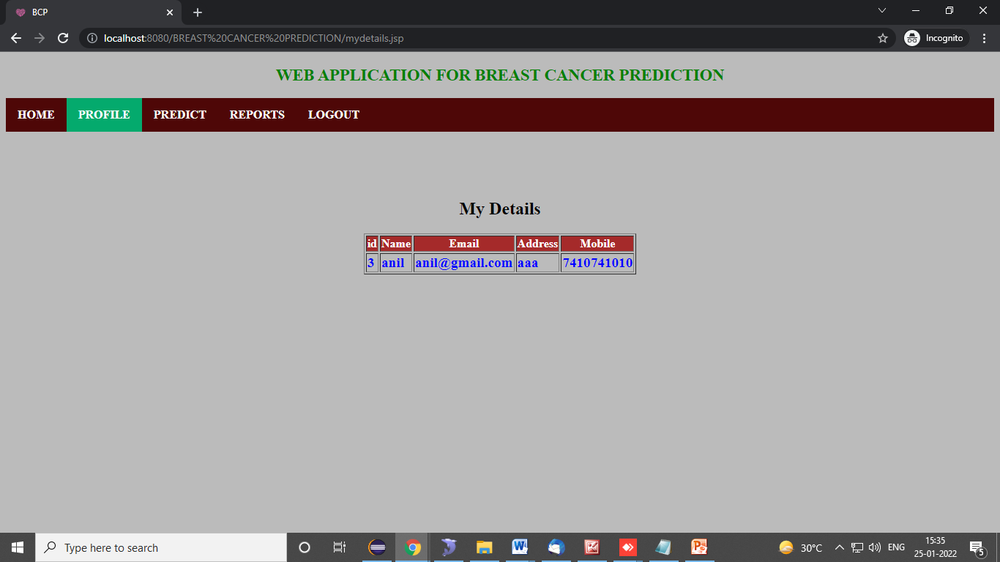 BCP
localhost:8080/BREAST%20CANCER%20PREDICTION/mydetails.jsp
Incognito
WEB APPLICATION FOR BREAST CANCER PREDICTION
HOME PROFILE PREDICT REPORTS LOGOUT
My Details
id Name Email Address Mobile
3 anil anil@gmail.com aaa 7410741010
Type here to search
30°C
ENG
15:35
25-01-2022
5